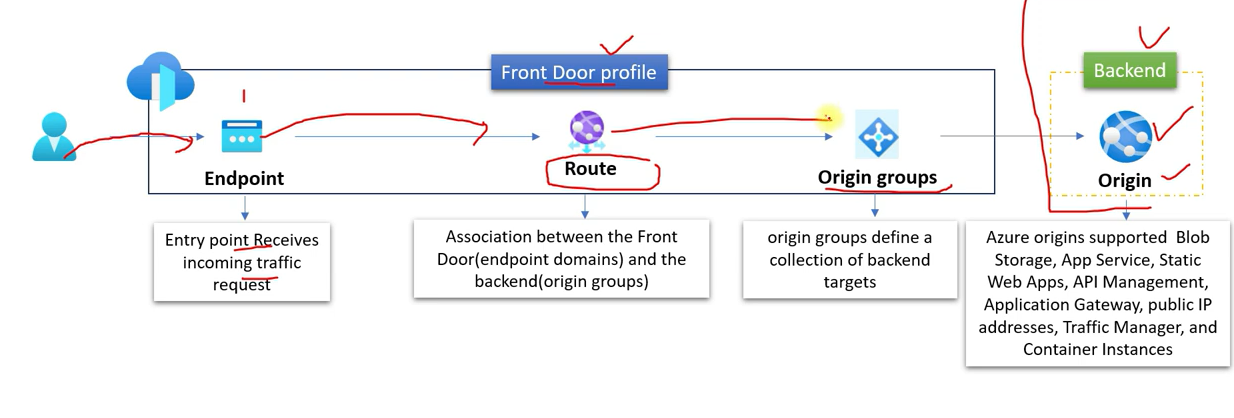 Front Door profile
Backend
Endpoint
Route
Origin groups
Origin
Entry point Receives
incoming traffic
request
Association between the Front
Door(endpoint domains) and the
backend(origin groups)
origin groups define a
collection of backend
targets
Azure origins supported  Blob
Storage, App Service, Static
Web Apps, API Management,
Application Gateway, public IP
addresses, Traffic Manager, and
Container Instances